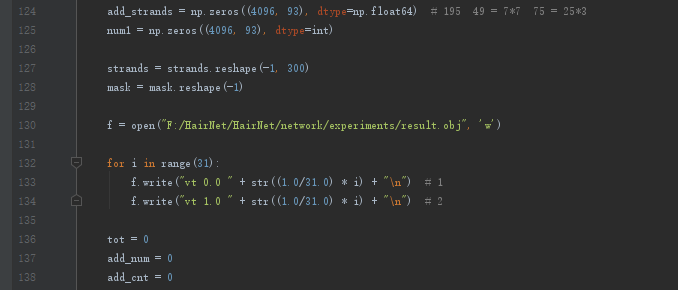 124 add_strands = np.zeros((4096, 93), dtype=np.float64)  # 195  49 = 7*7  75 = 25*3
125 num1 = np.zeros((4096, 93), dtype=int)
126
127 strands = strands.reshape(-1, 300)
128 mask = mask.reshape(-1)
129
130 f = open("F:/HairNet/HairNet/network/experiments/result.obj", 'w')
131
132 for i in range(31):
133     f.write("vt 0.0 " + str((1.0/31.0) * i) + "\n")  # 1
134     f.write("vt 1.0 " + str((1.0/31.0) * i) + "\n")  # 2
135
136 tot = 0
137 add_num = 0
138 add_cnt = 0